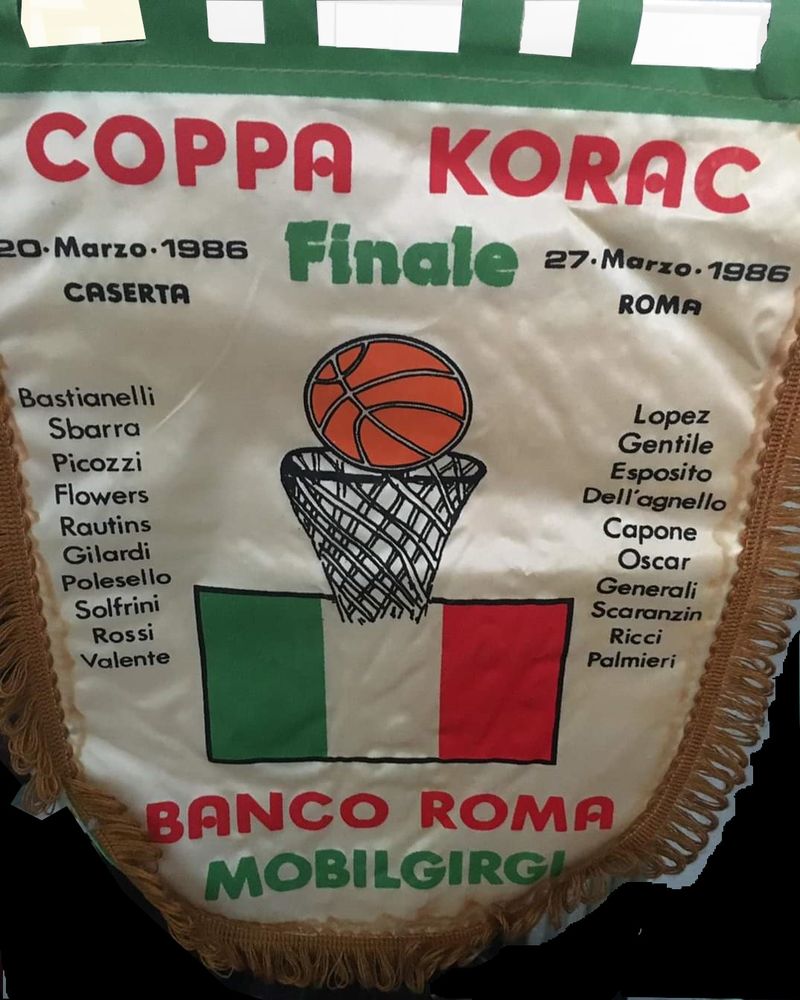 COPPA KORAC
Finale
20·Marzo·1986
CASERTA
27·Marzo·1986
ROMA
Bastianelli
Sbarra
Picozzi
Flowers
Rautins
Gilardi
Polesello
Solfrini
Rossi
Valente
Lopez
Gentile
Esposito
Dell'agnello
Capone
Oscar
Generali
Scaranzin
Ricci
Palmieri
BANCO ROMA
MOBILGIRGI